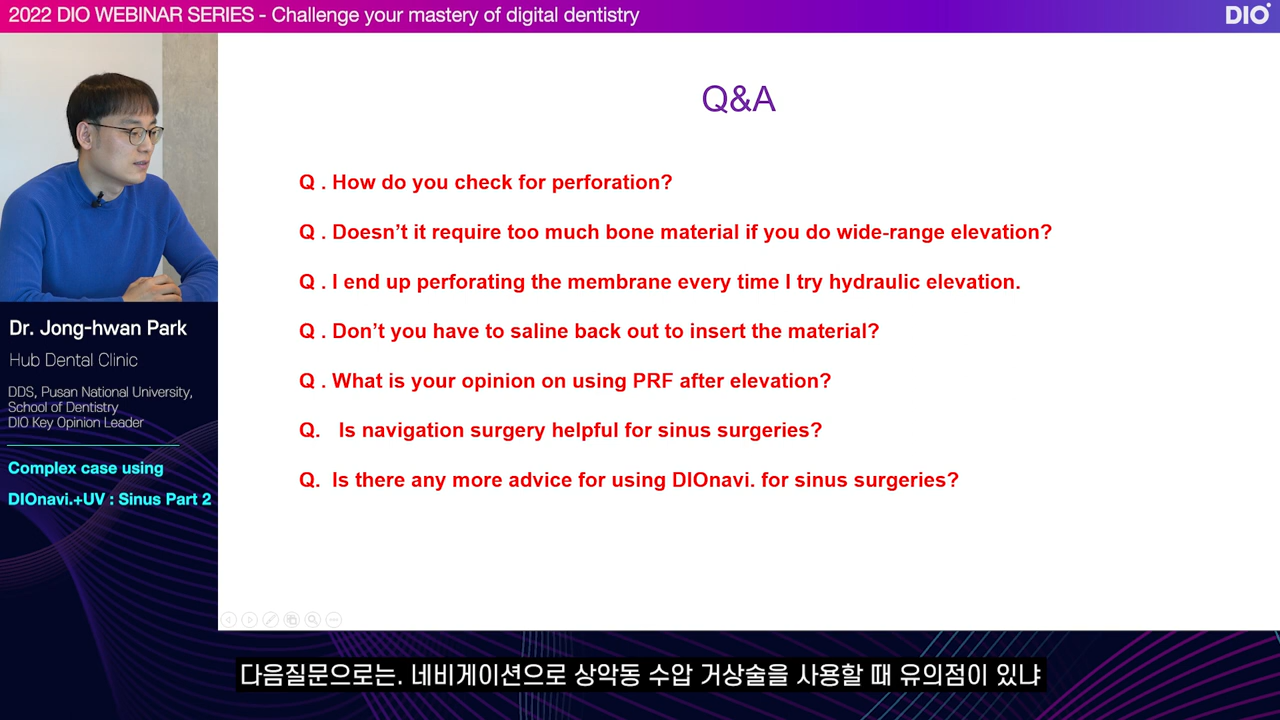 2022 DIO WEBINAR SERIES - Challenge your mastery of digital dentistry
DIO
Q&A
Q . How do you check for perforation?
Q . Doesn’t it require too much bone material if you do wide-range elevation?
Q . I end up perforating the membrane every time I try hydraulic elevation.
Q . Don’t you have to saline back out to insert the material?
Q . What is your opinion on using PRF after elevation?
Q. Is navigation surgery helpful for sinus surgeries?
Q. Is there any more advice for using DIOnavi. for sinus surgeries?
Dr. Jong-hwan Park
Hub Dental Clinic
DDS, Pusan National University,
School of Dentistry
DIO Key Opinion Leader
Complex case using
DIOnavi.+UV : Sinus Part 2
다음질문으로는. 네비게이션으로 상악동 수압 거상술을 사용할 때 유의점이 있냐